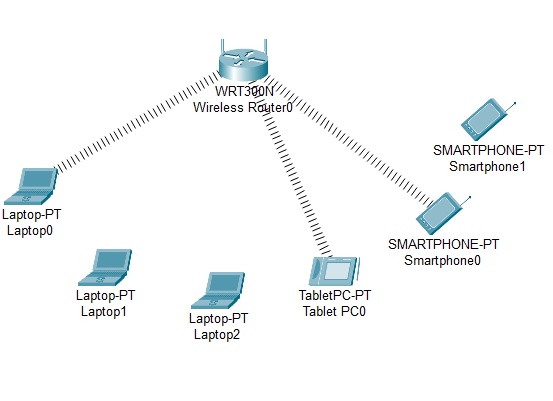 WRT300N
Wireless Router0
SMARTPHONE-PT
Smartphone1
Laptop-PT
Laptop0
SMARTPHONE-PT
Smartphone0
Laptop-PT
Laptop1
Laptop-PT
Laptop2
TabletPC-PT
Tablet PC0